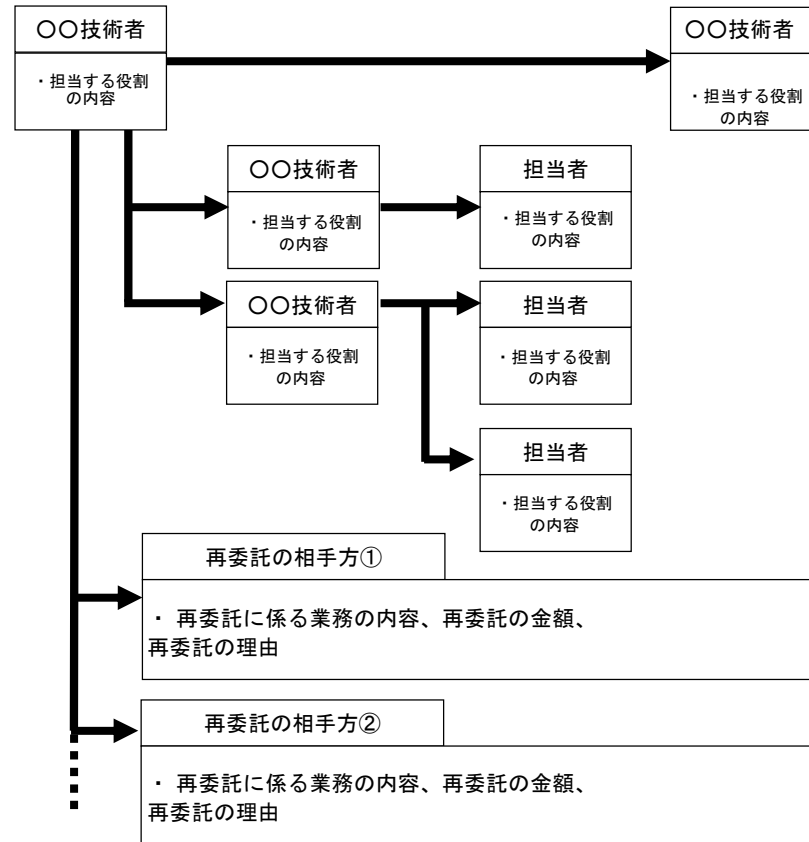 〇〇技術者
・担当する役割
の内容
〇〇技術者
・担当する役割
の内容
〇〇技術者
・担当する役割
の内容
担当者
・担当する役割
の内容
〇〇技術者
・担当する役割
の内容
担当者
・担当する役割
の内容
担当者
・担当する役割
の内容
再委託の相手方①
・ 再委託に係る業務の内容、再委託の金額、
再委託の理由
再委託の相手方②
・ 再委託に係る業務の内容、再委託の金額、
再委託の理由